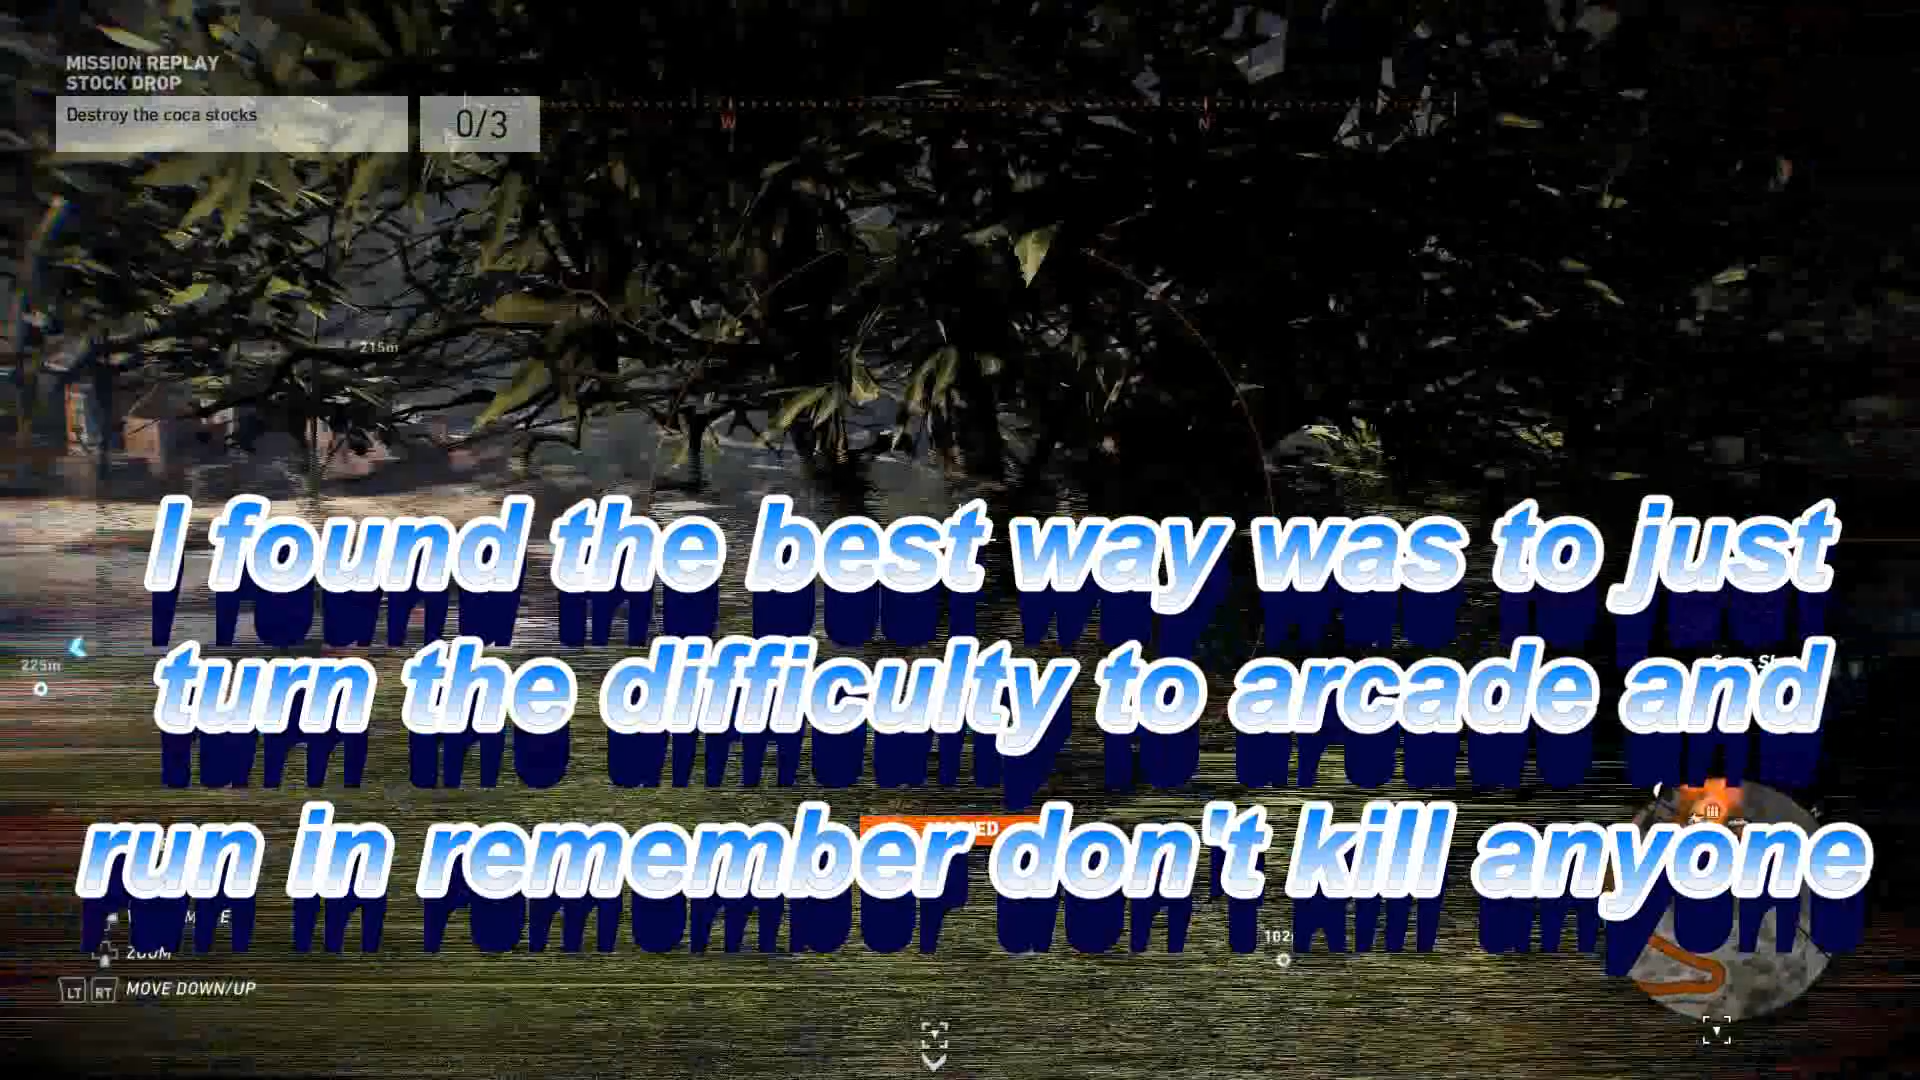 MISSION REPLAY
STOCK DROP
Destroy the coca stocks
0/3
W
N
215m
I found the best way was to just
turn the difficulty to arcade and
225m
run in remember don't kill anyone
ZOOM
LT RT MOVE DOWN/UP